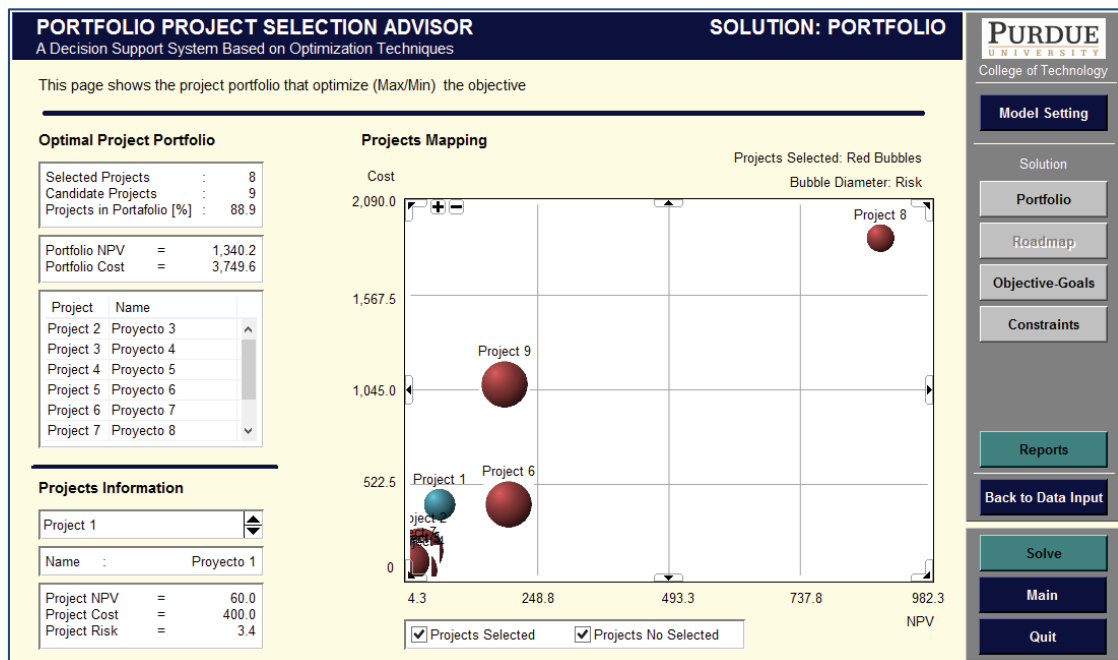 PORTFOLIO PROJECT SELECTION ADVISOR
SOLUTION: PORTFOLIO
A Decision Support System Based on Optimization Techniques
This page shows the project portfolio that optimize (Max/Min) the objective
Optimal Project Portfolio
Selected Projects : 8
Candidate Projects : 9
Projects in Portafolio [%] : 88.9
Portfolio NPV = 1,340.2
Portfolio Cost = 3,749.6
Project Name
Project 2 Proyecto 3
Project 3 Proyecto 4
Project 4 Proyecto 5
Project 5 Proyecto 6
Project 6 Proyecto 7
Project 7 Proyecto 8
Projects Information
Project 1
Name : Proyecto 1
Project NPV = 60.0
Project Cost = 400.0
Project Risk = 3.4
Projects Mapping
Projects Selected: Red Bubbles
Bubble Diameter: Risk
Cost
2,090.0
1,567.5
1,045.0
522.5
0
Project 8
Project 9
Project 1
Project 6
4.3 248.8 493.3 737.8 982.3
NPV
Projects Selected Projects No Selected
PURDUE
UNIVERSITY
College of Technology
Model Setting
Solution
Portfolio
Roadmap
Objective-Goals
Constraints
Reports
Back to Data Input
Solve
Main
Quit